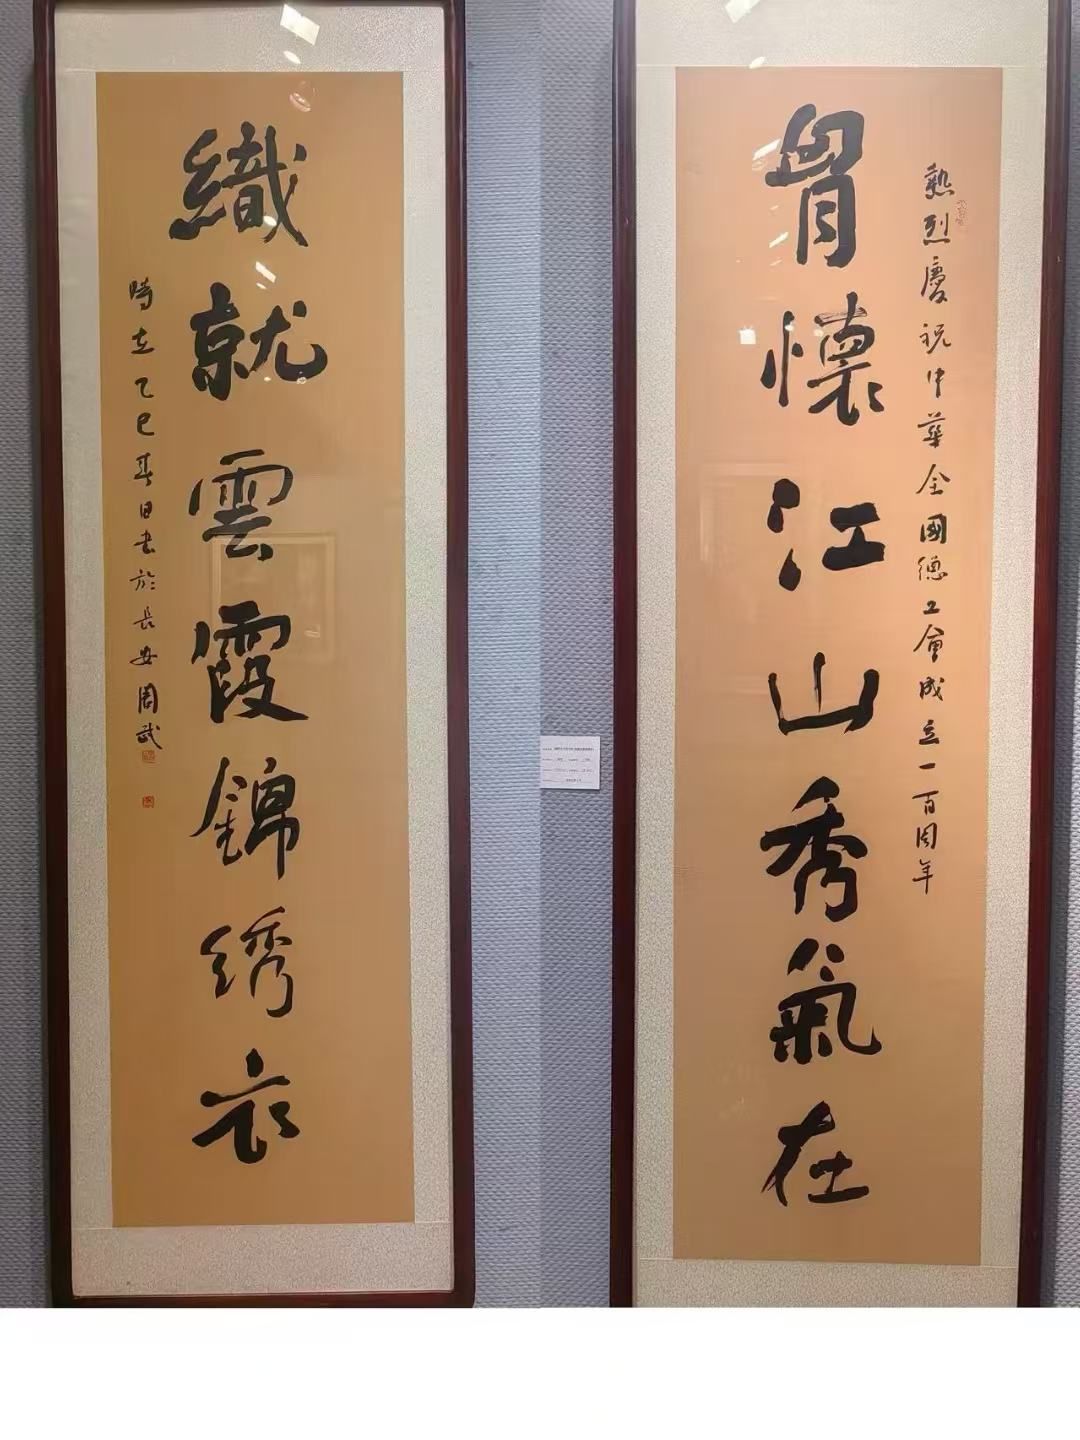 熱烈慶祝中華全國總工會成立一百周年
胷懷江山秀氣在
織就雲霞錦綉衣
時在乙巳春日書於長安周武